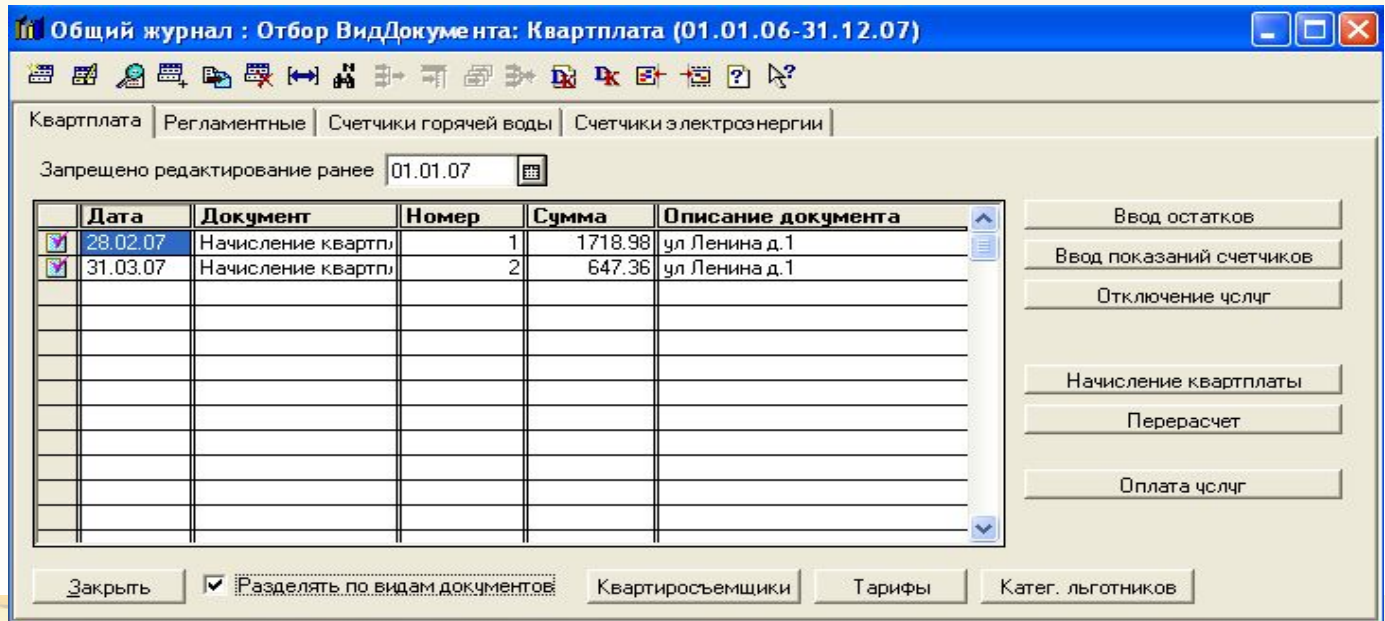 Общий журнал : Отбор ВидДокумента: Квартплата (01.01.06-31.12.07)
Квартплата Регламентные Счетчики горячей воды Счетчики электроэнергии
Запрещено редактирование ранее 01.01.07
Дата Документ Номер Сумма Описание документа
28.02.07 Начисление квартпл 1 1718.98 ул Ленина д.1
31.03.07 Начисление квартпл 2 647.36 ул Ленина д.1
Ввод остатков
Ввод показаний счетчиков
Отключение услуг
Начисление квартплаты
Перерасчет
Оплата услуг
Закрыть Разделять по видам документов Квартиросъемщики Тарифы Катег. льготников